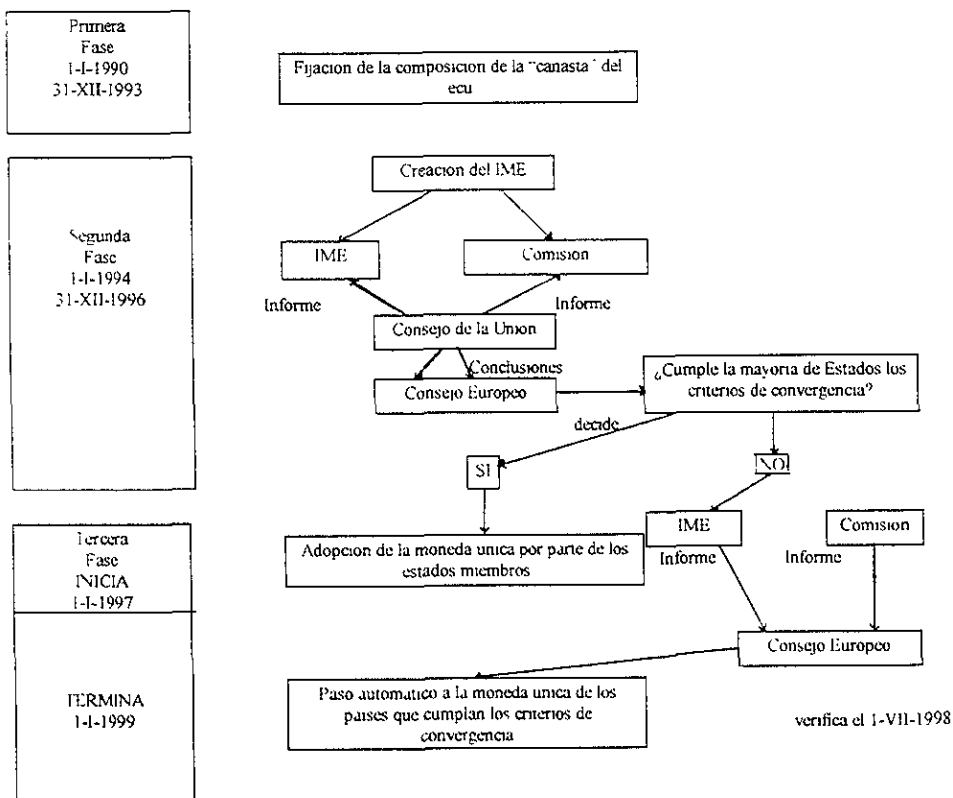 Primera
Fase
1-I-1990
31-XII-1993
Fijacion de la composicion de la "canasta" del
ecu
Segunda
Fase
1-I-1994
31-XII-1996
Creacion del IME
IME
Comision
Informe
Informe
Consejo de la Union
Conclusiones
Consejo Europeo
¿Cumple la mayoria de Estados los
criterios de convergencia?
decide
SI
NO
Tercera
Fase
INICIA
1-I-1997
Adopcion de la moneda unica por parte de los
estados miembros
IME
Comision
Informe
Informe
Consejo Europeo
TERMINA
1-I-1999
Paso automatico a la moneda unica de los
paises que cumplan los criterios de
convergencia
verifica el 1-VII-1998